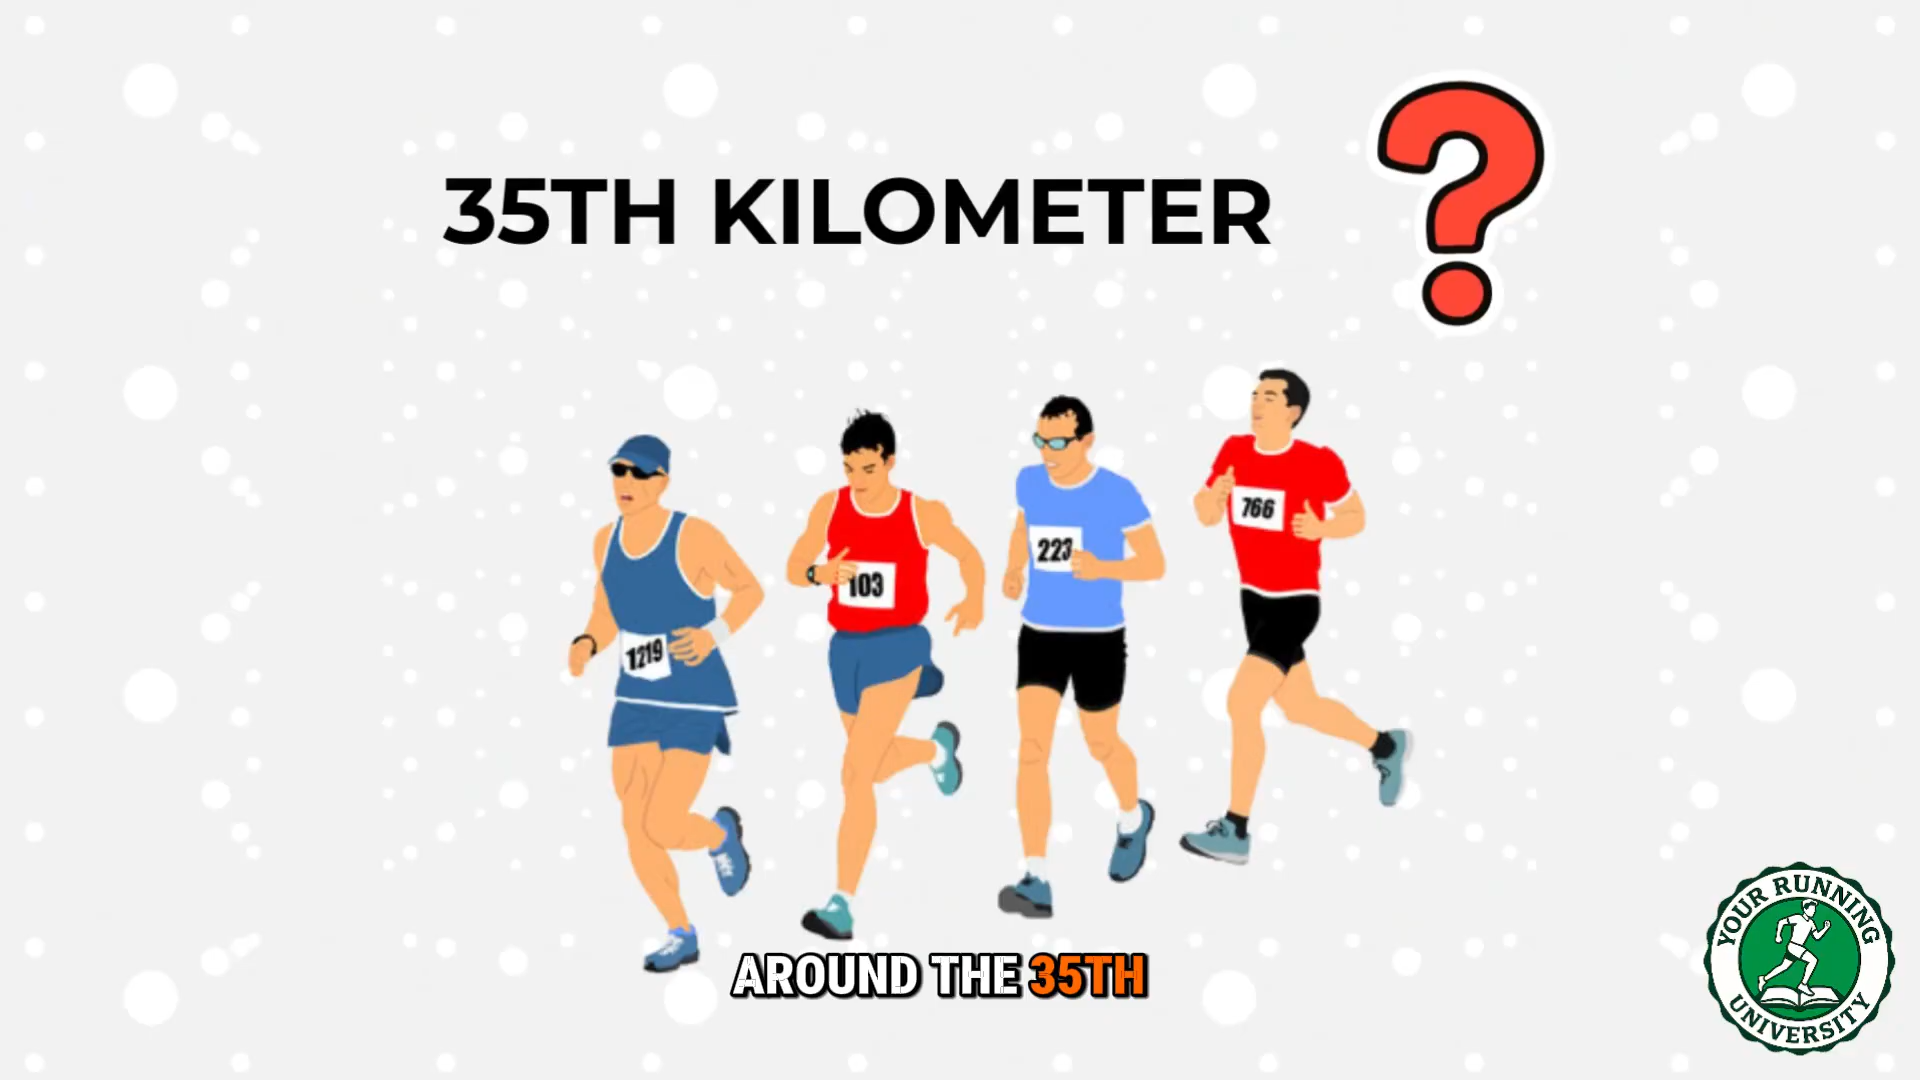 35TH KILOMETER ?
1219
103
223
766
AROUND THE 35TH
YOUR RUNNING
UNIVERSITY